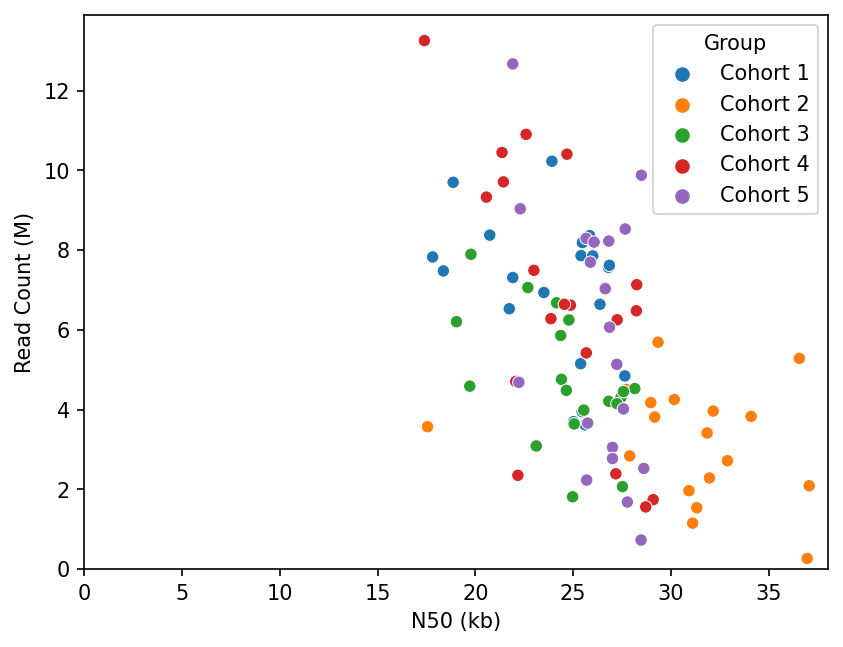 Group
Cohort 1
Cohort 2
Cohort 3
Cohort 4
Cohort 5
Read Count (M)
12
10
8
6
4
2
0
0 5 10 15 20 25 30 35
N50 (kb)